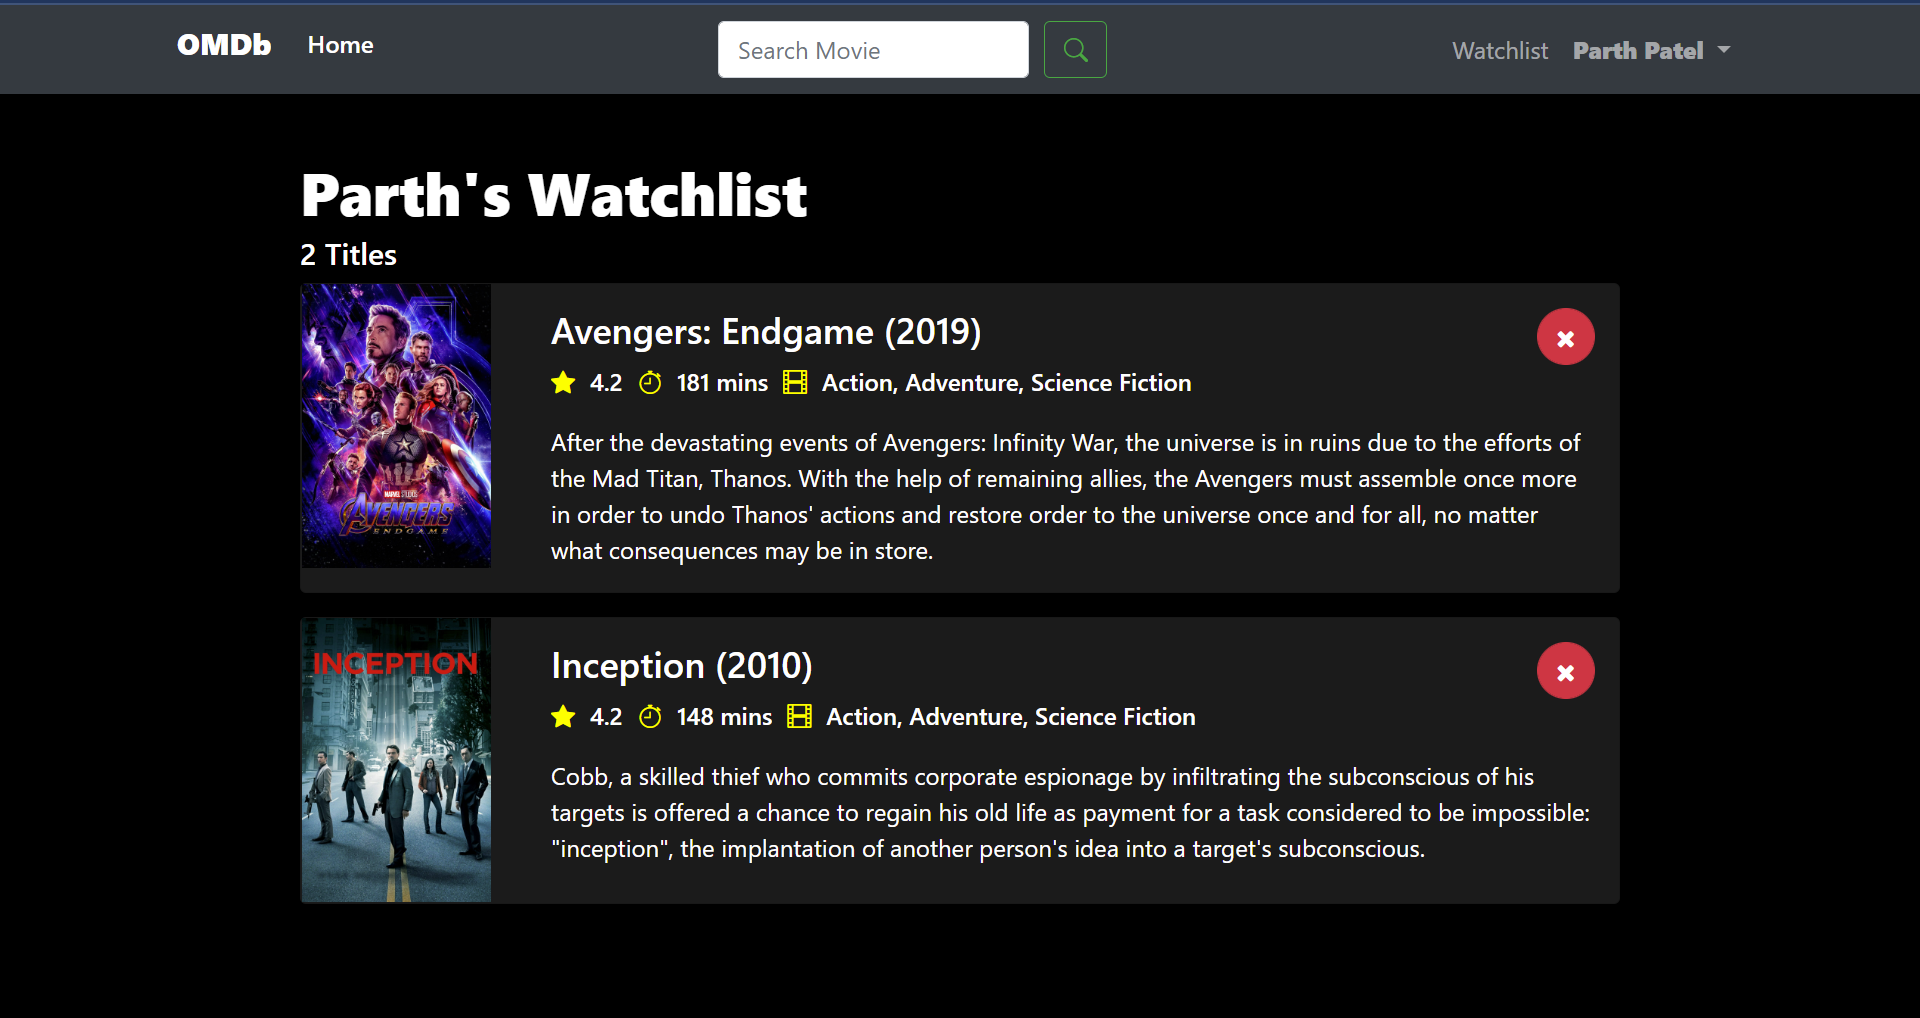 OMDb Home Search Movie Watchlist Parth Patel
Parth's Watchlist
2 Titles
MARVEL STUDIOS
AVENGERS
ENDGAME
Avengers: Endgame (2019)
4.2 181 mins Action, Adventure, Science Fiction
After the devastating events of Avengers: Infinity War, the universe is in ruins due to the efforts of
the Mad Titan, Thanos. With the help of remaining allies, the Avengers must assemble once more
in order to undo Thanos' actions and restore order to the universe once and for all, no matter
what consequences may be in store.
INCEPTION
Inception (2010)
4.2 148 mins Action, Adventure, Science Fiction
Cobb, a skilled thief who commits corporate espionage by infiltrating the subconscious of his
targets is offered a chance to regain his old life as payment for a task considered to be impossible:
"inception", the implantation of another person's idea into a target's subconscious.